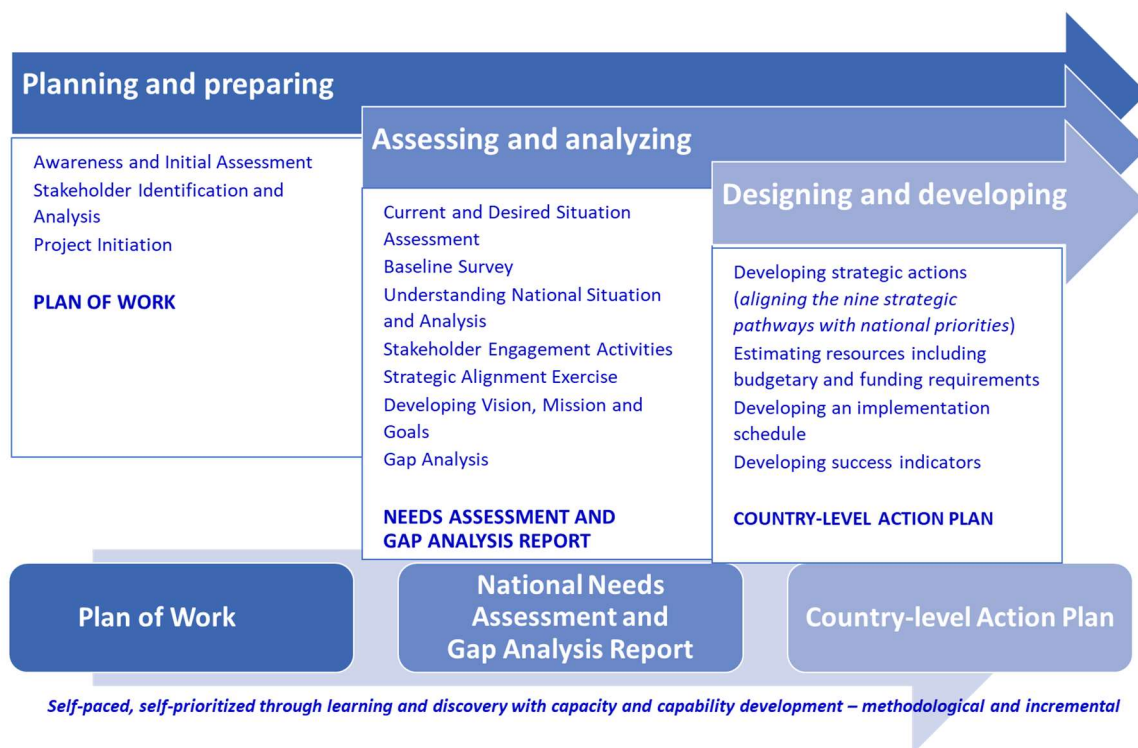 Planning and preparing
Awareness and Initial Assessment
Stakeholder Identification and
Analysis
Project Initiation
PLAN OF WORK
Assessing and analyzing
Current and Desired Situation
Assessment
Baseline Survey
Understanding National Situation
and Analysis
Stakeholder Engagement Activities
Strategic Alignment Exercise
Developing Vision, Mission and
Goals
Gap Analysis
NEEDS ASSESSMENT AND
GAP ANALYSIS REPORT
Designing and developing
Developing strategic actions
(aligning the nine strategic
pathways with national priorities)
Estimating resources including
budgetary and funding requirements
Developing an implementation
schedule
Developing success indicators
COUNTRY-LEVEL ACTION PLAN
Plan of Work
National Needs
Assessment and
Gap Analysis Report
Country-level Action Plan
Self-paced, self-prioritized through learning and discovery with capacity and capability development – methodological and incremental